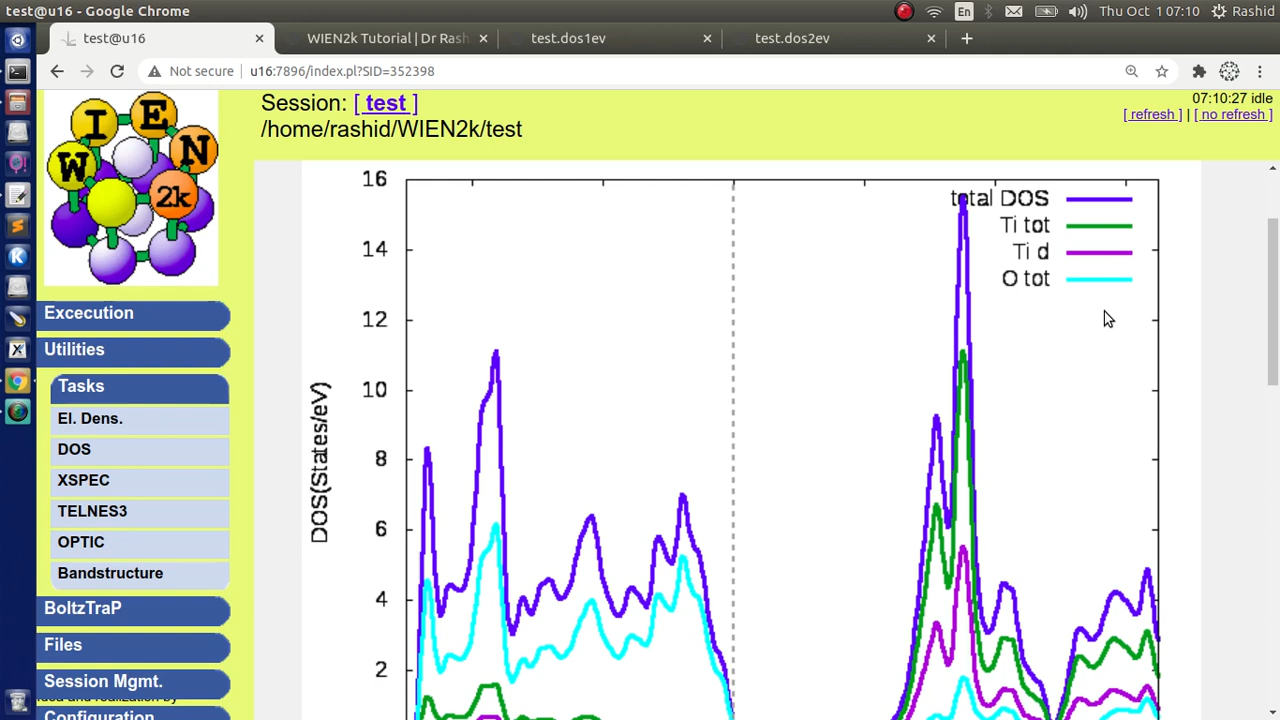 test@u16 - Google Chrome
En
Thu Oct 1 07:10
Rashid
test@u16
WIEN2k Tutorial | Dr Rash
test.dos1ev
test.dos2ev
Not secure
u16:7896/index.pl?SID=352398
W I E N 2k
Session: [ test ]
/home/rashid/WIEN2k/test
07:10:27 idle
[ refresh ] | [ no refresh ]
Excecution
Utilities
Tasks
El. Dens.
DOS
XSPEC
TELNES3
OPTIC
Bandstructure
BoltzTraP
Files
Session Mgmt.
and realization by
Configuration
16
14
12
10
8
6
4
2
DOS(States/eV)
total DOS
Ti tot
Ti d
O tot